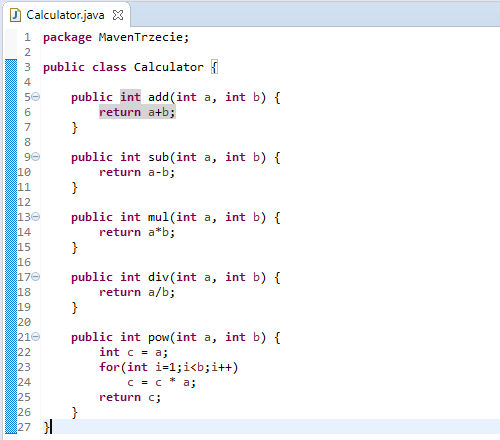 Calculator.java
1 package MavenTrzecie;
2
3 public class Calculator {
4
5 public int add(int a, int b) {
6 return a+b;
7 }
8
9 public int sub(int a, int b) {
10 return a-b;
11 }
12
13 public int mul(int a, int b) {
14 return a*b;
15 }
16
17 public int div(int a, int b) {
18 return a/b;
19 }
20
21 public int pow(int a, int b) {
22 int c = a;
23 for(int i=1;i<b;i++)
24 c = c * a;
25 return c;
26 }
27 }